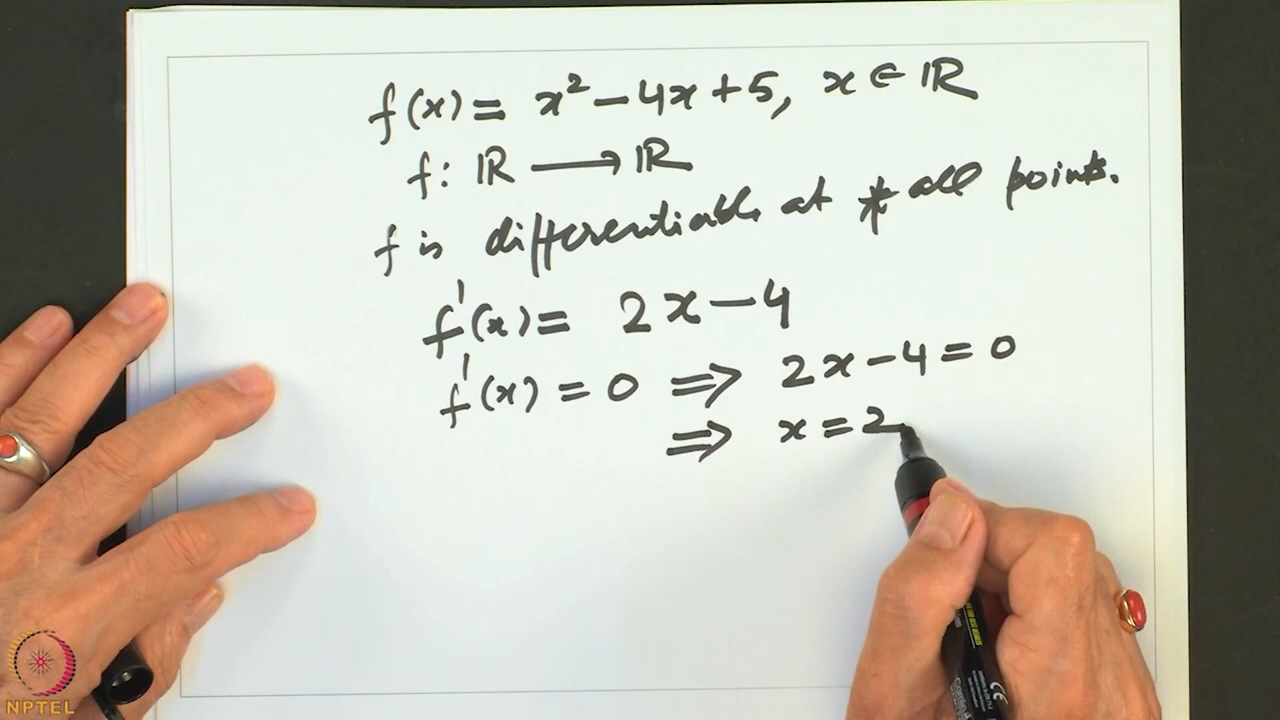 f(x) = x² - 4x + 5, x ∈ ℝ
f: ℝ ⟶ ℝ
f is differentiable at all points.
f'(x) = 2x - 4
f'(x) = 0 ⇒ 2x - 4 = 0
⇒ x = 2
NPTEL